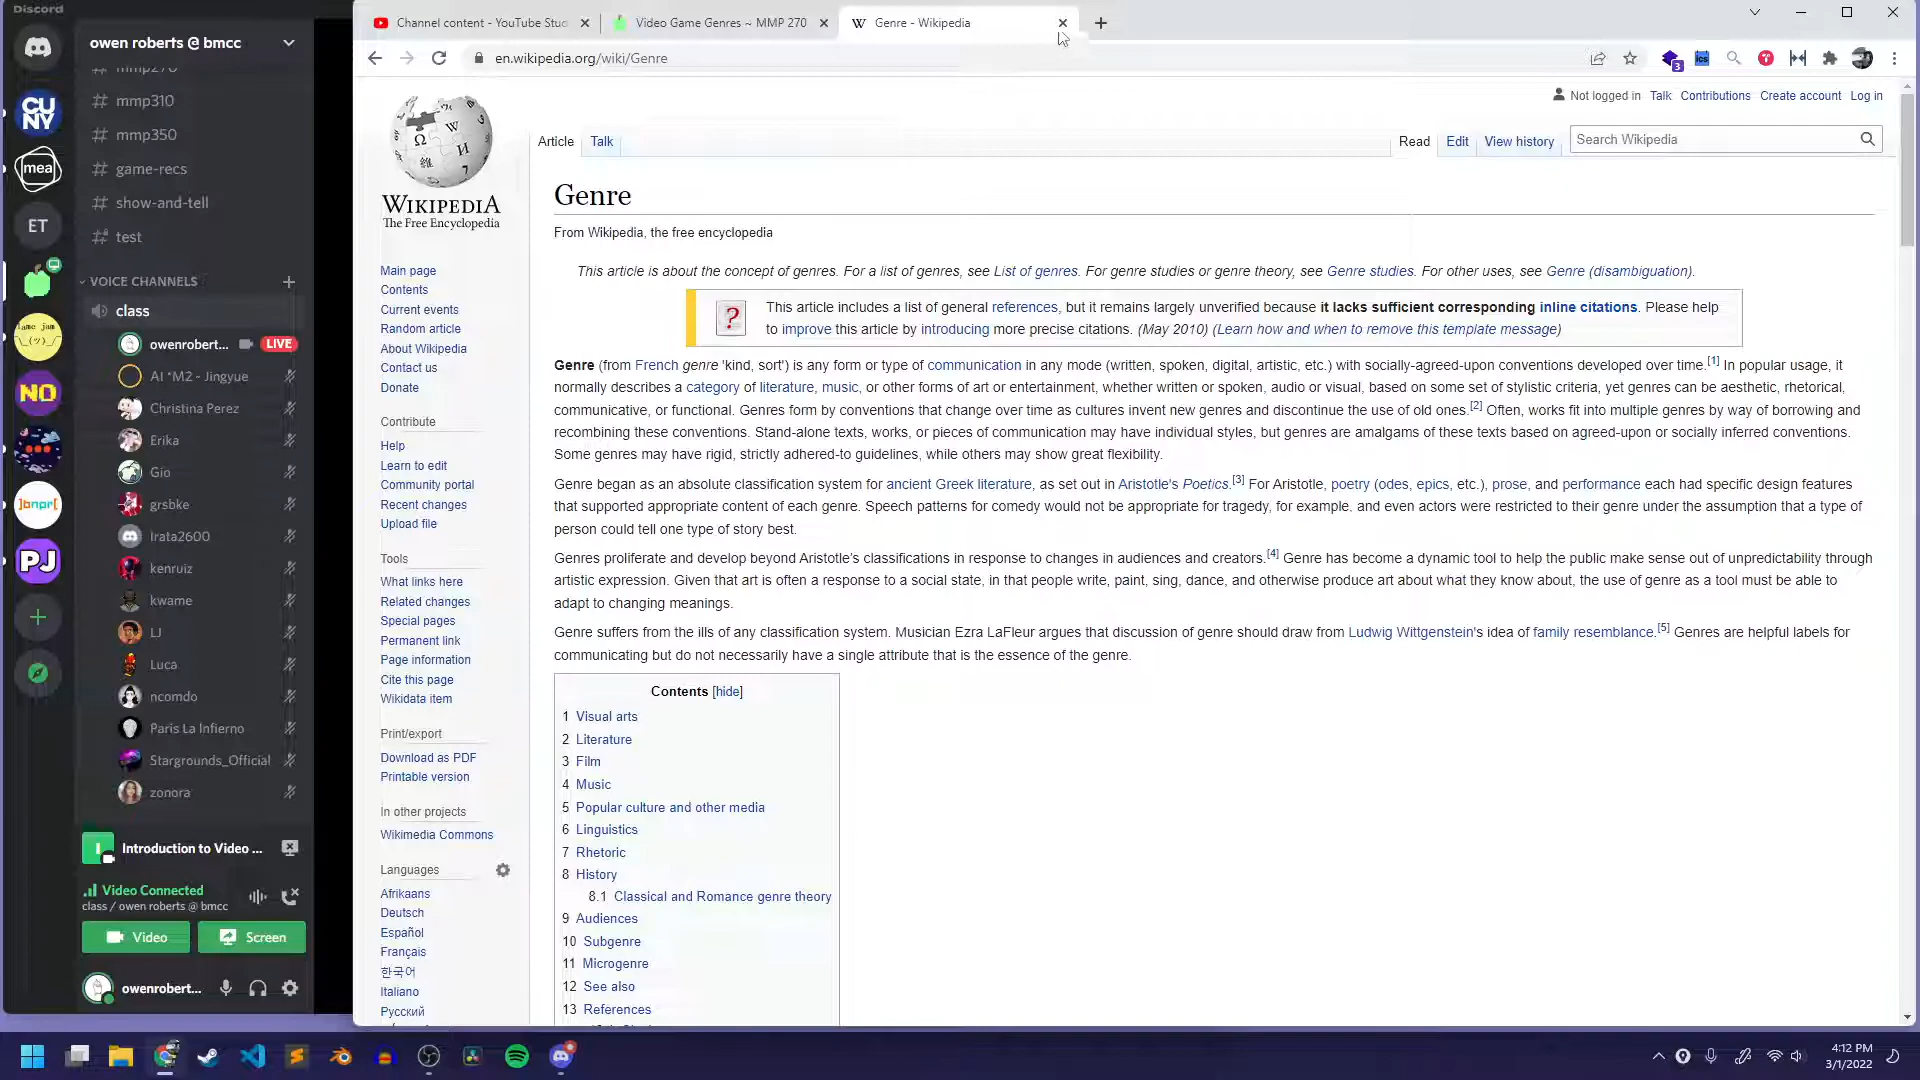 Discord
owen roberts @ bmcc
mmp270
mmp310
mmp350
game-recs
show-and-tell
test
VOICE CHANNELS
class
owenrobert... LIVE
AI *M2 - Jingyue
Christina Perez
Erika
Gio
grsbke
Irata2600
kenruiz
kwame
LJ
Luca
ncomdo
Paris La Infierno
Stargrounds_Official
zonora
Introduction to Video ...
Video Connected
class / owen roberts @ bmcc
Video Screen
owenrobert...
CU
NY
mea
ET
game jam
¯\_(ツ)_/¯
NO
]bnpr[
PJ
Channel content - YouTube Stud
Video Game Genres ~ MMP 270
Genre - Wikipedia
en.wikipedia.org/wiki/Genre
3
ics
Not logged in Talk Contributions Create account Log in
Article Talk Read Edit View history Search Wikipedia
WIKIPEDIA
The Free Encyclopedia
Main page
Contents
Current events
Random article
About Wikipedia
Contact us
Donate
Contribute
Help
Learn to edit
Community portal
Recent changes
Upload file
Tools
What links here
Related changes
Special pages
Permanent link
Page information
Cite this page
Wikidata item
Print/export
Download as PDF
Printable version
In other projects
Wikimedia Commons
Languages
Afrikaans
Deutsch
Español
Français
한국어
Italiano
Русский
Genre
From Wikipedia, the free encyclopedia
This article is about the concept of genres. For a list of genres, see List of genres. For genre studies or genre theory, see Genre studies. For other uses, see Genre (disambiguation).
This article includes a list of general references, but it remains largely unverified because it lacks sufficient corresponding inline citations. Please help
to improve this article by introducing more precise citations. (May 2010) (Learn how and when to remove this template message)
Genre (from French genre 'kind, sort') is any form or type of communication in any mode (written, spoken, digital, artistic, etc.) with socially-agreed-upon conventions developed over time.[1] In popular usage, it
normally describes a category of literature, music, or other forms of art or entertainment, whether written or spoken, audio or visual, based on some set of stylistic criteria, yet genres can be aesthetic, rhetorical,
communicative, or functional. Genres form by conventions that change over time as cultures invent new genres and discontinue the use of old ones.[2] Often, works fit into multiple genres by way of borrowing and
recombining these conventions. Stand-alone texts, works, or pieces of communication may have individual styles, but genres are amalgams of these texts based on agreed-upon or socially inferred conventions.
Some genres may have rigid, strictly adhered-to guidelines, while others may show great flexibility.
Genre began as an absolute classification system for ancient Greek literature, as set out in Aristotle's Poetics.[3] For Aristotle, poetry (odes, epics, etc.), prose, and performance each had specific design features
that supported appropriate content of each genre. Speech patterns for comedy would not be appropriate for tragedy, for example, and even actors were restricted to their genre under the assumption that a type of
person could tell one type of story best.
Genres proliferate and develop beyond Aristotle's classifications in response to changes in audiences and creators.[4] Genre has become a dynamic tool to help the public make sense out of unpredictability through
artistic expression. Given that art is often a response to a social state, in that people write, paint, sing, dance, and otherwise produce art about what they know about, the use of genre as a tool must be able to
adapt to changing meanings.
Genre suffers from the ills of any classification system. Musician Ezra LaFleur argues that discussion of genre should draw from Ludwig Wittgenstein's idea of family resemblance.[5] Genres are helpful labels for
communicating but do not necessarily have a single attribute that is the essence of the genre.
Contents [hide]
1 Visual arts
2 Literature
3 Film
4 Music
5 Popular culture and other media
6 Linguistics
7 Rhetoric
8 History
8.1 Classical and Romance genre theory
9 Audiences
10 Subgenre
11 Microgenre
12 See also
13 References
4:12 PM
3/1/2022